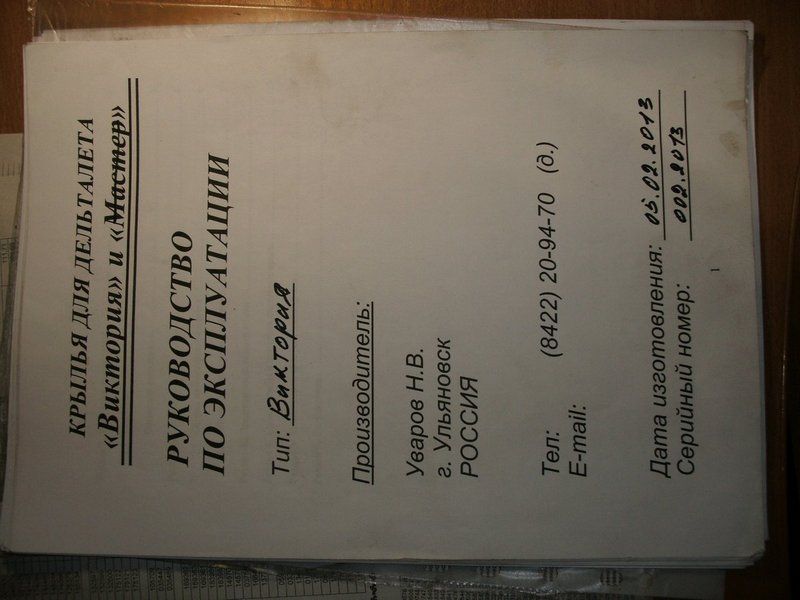 КРЫЛЬЯ ДЛЯ ДЕЛЬТАЛЕТА
«Виктория» и «Мастер»
РУКОВОДСТВО
ПО ЭКСПЛУАТАЦИИ
Тип: Виктория
Производитель:
Уваров Н.В.
г. Ульяновск
РОССИЯ
Тел: (8422) 20-94-70 (д.)
E-mail:
Дата изготовления: 05.02.2013
Серийный номер: 002.2013
1